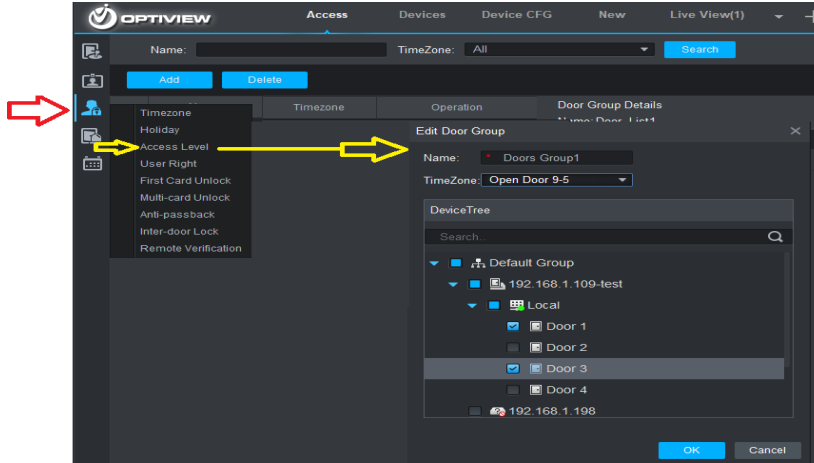 OPTIVIEW
Access Devices Device CFG New Live View(1)
Name: TimeZone: All Search
Add Delete
Timezone Operation Door Group Details
Timezone
Holiday
Access Level
User Right
First Card Unlock
Multi-card Unlock
Anti-passback
Inter-door Lock
Remote Verification
Edit Door Group
Name: * Doors Group1
TimeZone: Open Door 9-5
DeviceTree
Search..
Default Group
192.168.1.109-test
Local
Door 1
Door 2
Door 3
Door 4
192.168.1.198
OK Cancel